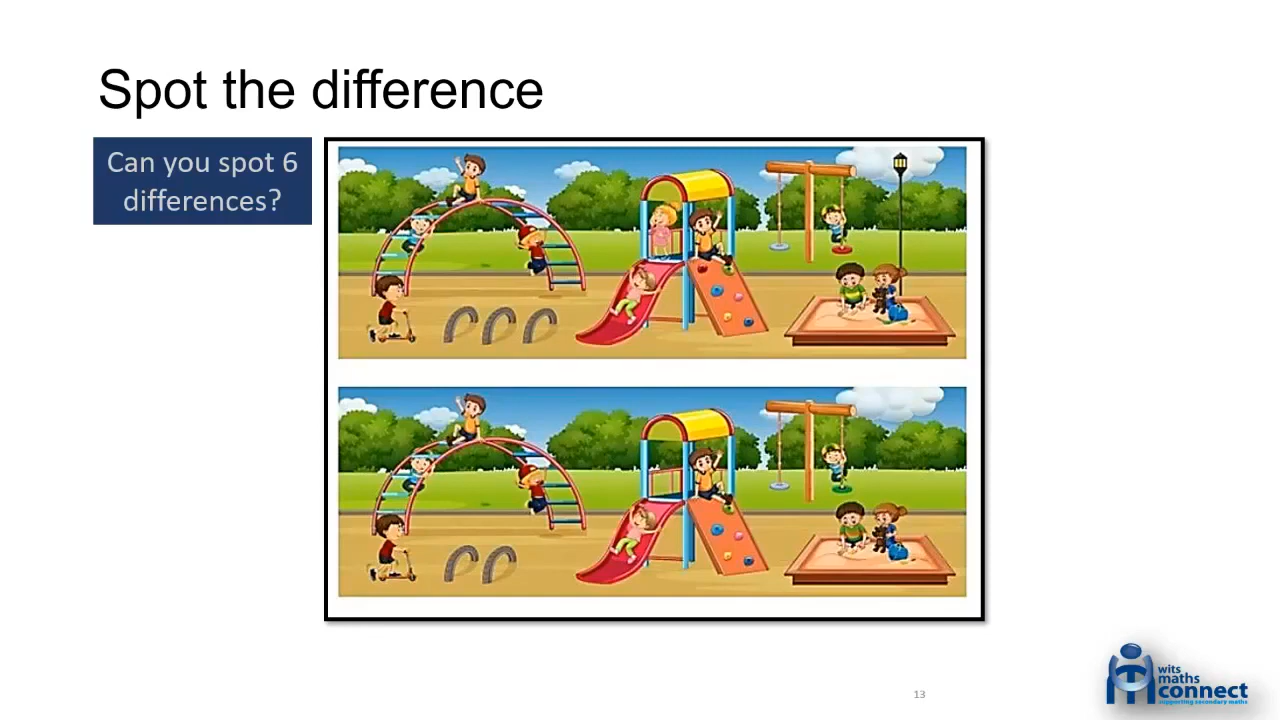 Spot the difference
Can you spot 6
differences?
13
wits
maths
connect
supporting secondary maths